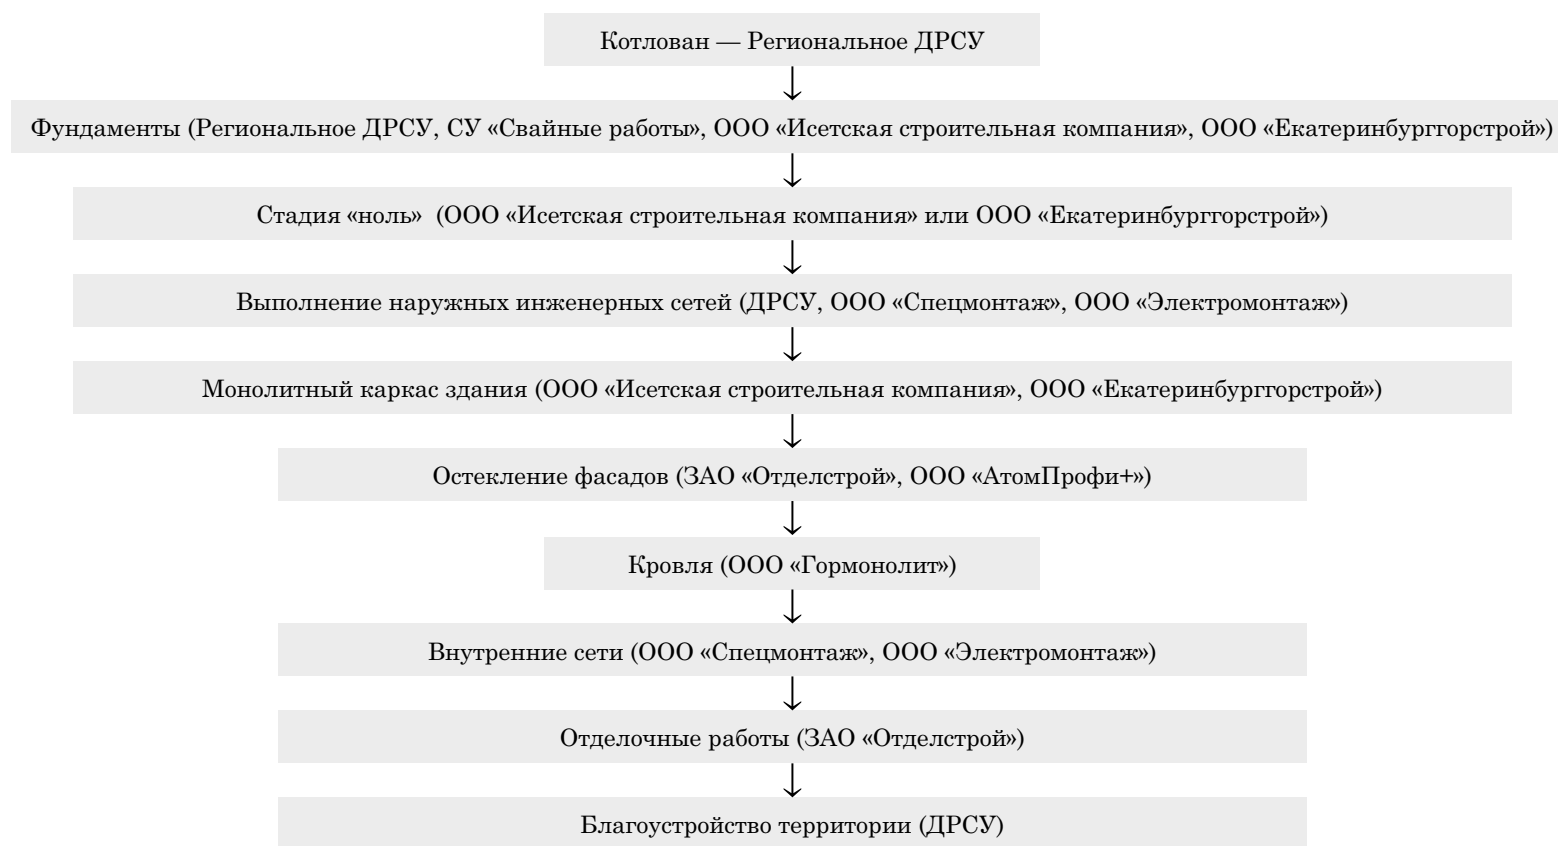 Котлован — Региональное ДРСУ
Фундаменты (Региональное ДРСУ, СУ «Свайные работы», ООО «Исетская строительная компания», ООО «Екатеринбурггорстрой»)
Стадия «ноль» (ООО «Исетская строительная компания» или ООО «Екатеринбурггорстрой»)
Выполнение наружных инженерных сетей (ДРСУ, ООО «Спецмонтаж», ООО «Электромонтаж»)
Монолитный каркас здания (ООО «Исетская строительная компания», ООО «Екатеринбурггорстрой»)
Остекление фасадов (ЗАО «Отделстрой», ООО «АтомПрофи+»)
Кровля (ООО «Гормонолит»)
Внутренние сети (ООО «Спецмонтаж», ООО «Электромонтаж»)
Отделочные работы (ЗАО «Отделстрой»)
Благоустройство территории (ДРСУ)